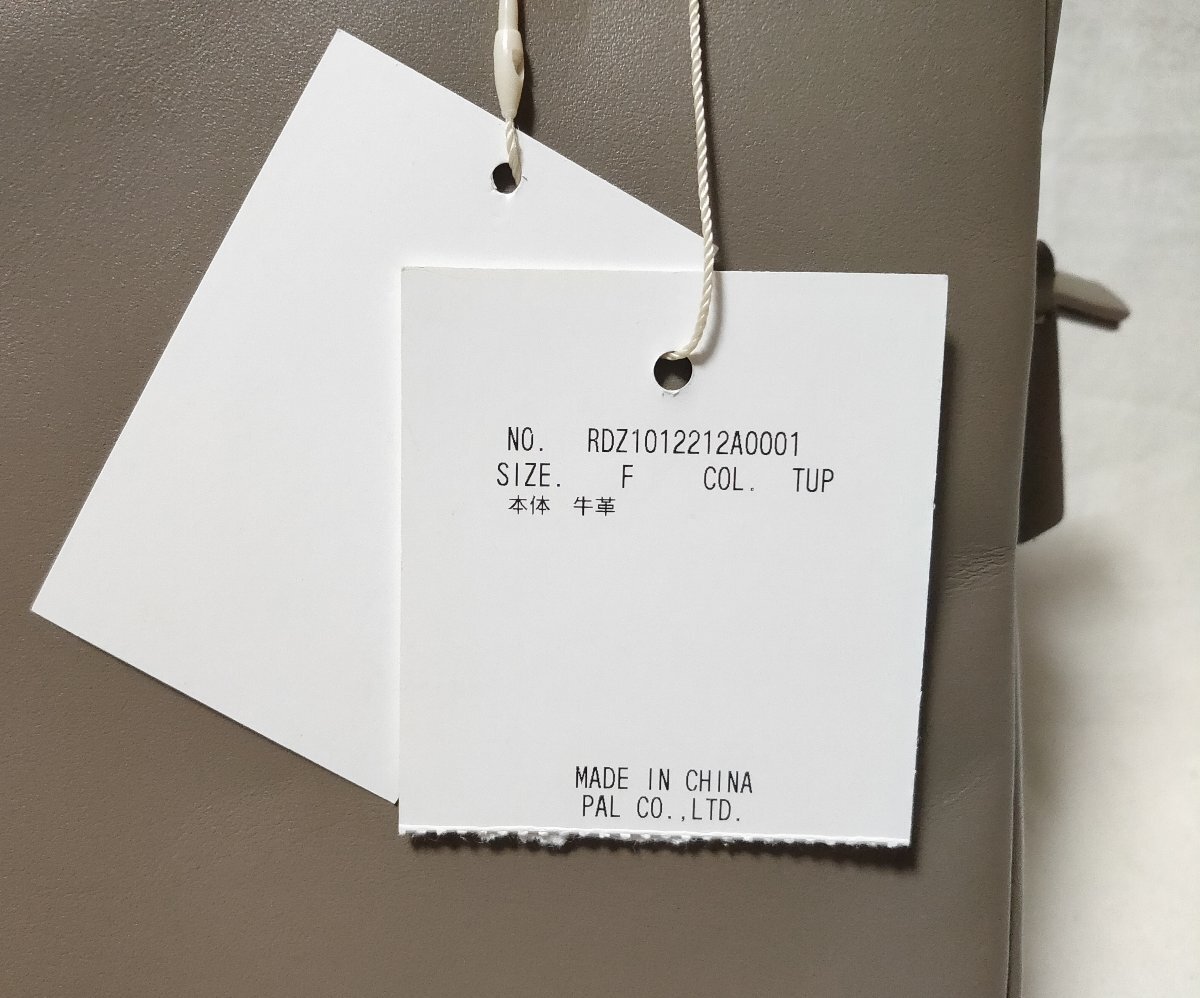 NO. RDZ1012212A0001
SIZE. F COL. TUP
本体 牛革
MADE IN CHINA
PAL CO.,LTD.